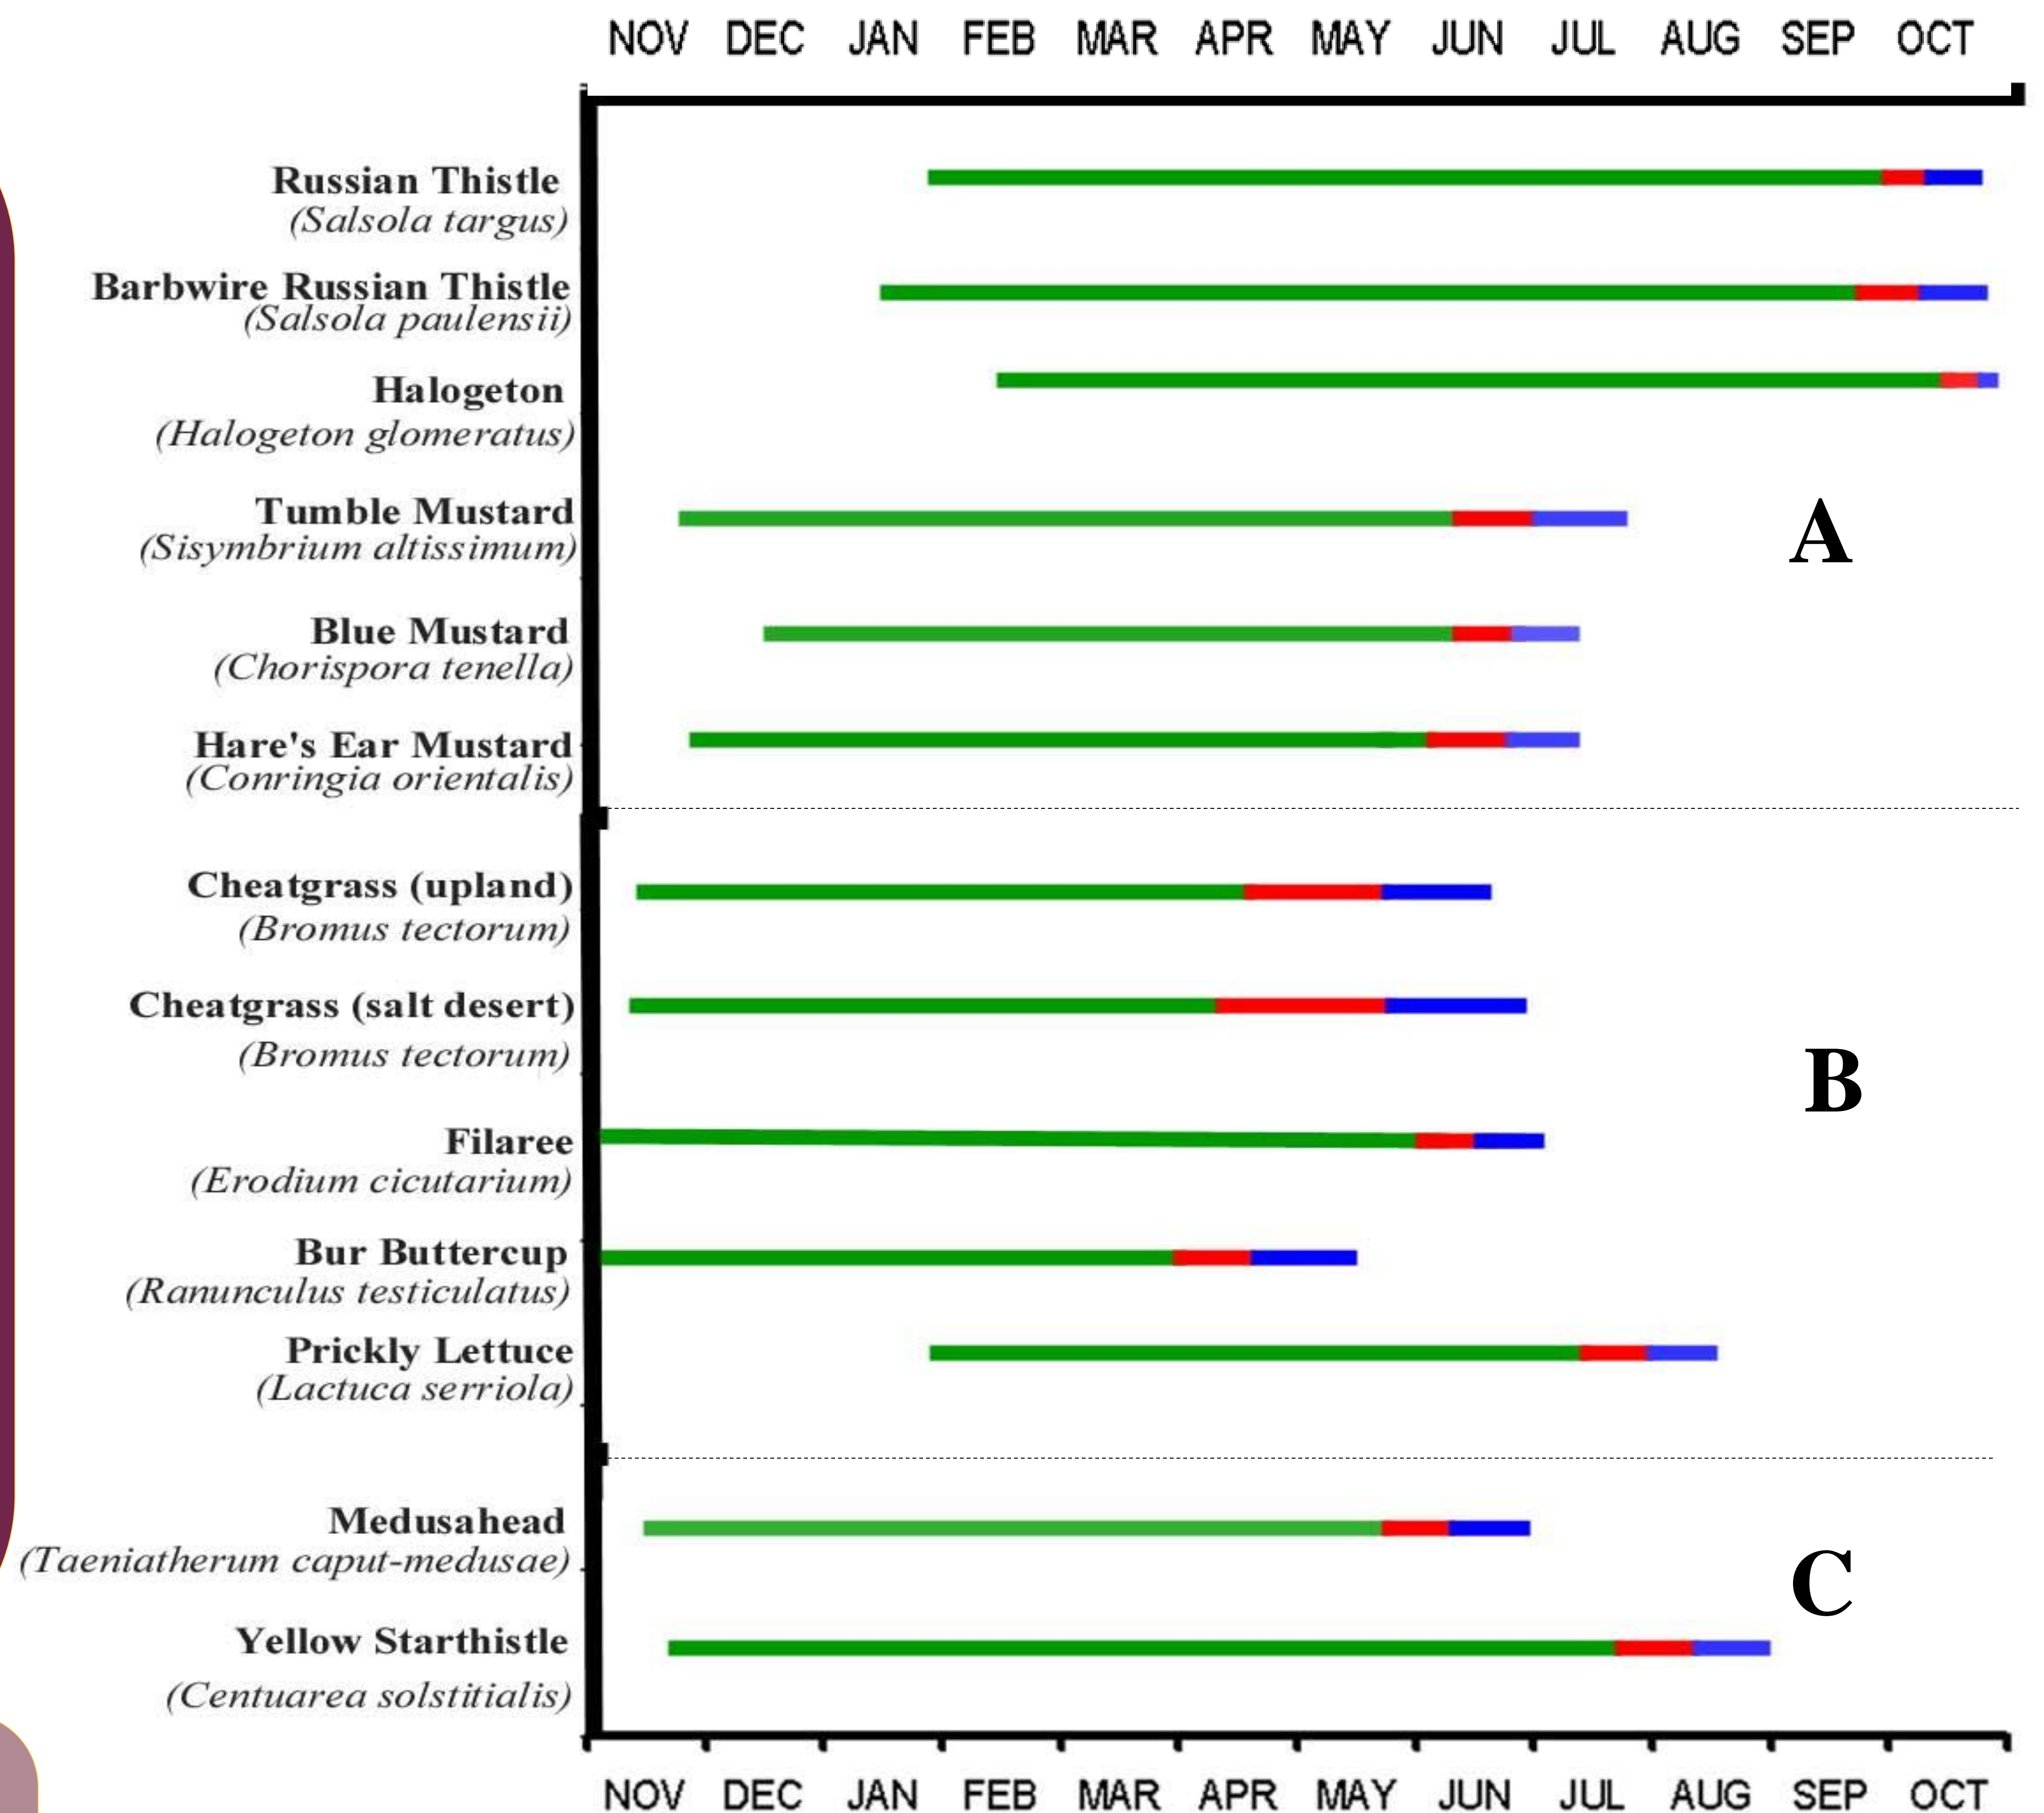 NOV DEC JAN FEB MAR APR MAY JUN JUL AUG SEP OCT
Russian Thistle
(Salsola targus)
Barbwire Russian Thistle
(Salsola paulensii)
Halogeton
(Halogeton glomeratus)
Tumble Mustard
(Sisymbrium altissimum)
A
Blue Mustard
(Chorispora tenella)
Hare's Ear Mustard
(Conringia orientalis)
Cheatgrass (upland)
(Bromus tectorum)
Cheatgrass (salt desert)
(Bromus tectorum)
B
Filaree
(Erodium cicutarium)
Bur Buttercup
(Ranunculus testiculatus)
Prickly Lettuce
(Lactuca serriola)
Medusahead
(Taeniatherum caput-medusae)
C
Yellow Starthistle
(Centuarea solstitialis)
NOV DEC JAN FEB MAR APR MAY JUN JUL AUG SEP OCT